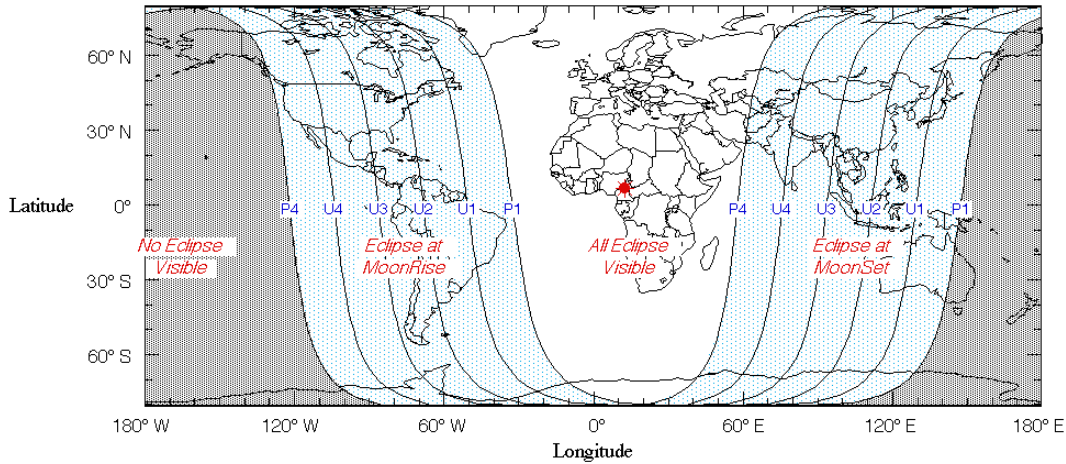 60° N
30° N
Latitude
0°
30° S
60° S
P4 U4 U3 U2 U1 P1 P4 U4 U3 U2 U1 P1
No Eclipse
Visible
Eclipse at
MoonRise
All Eclipse
Visible
Eclipse at
MoonSet
180° W 120° W 60° W 0° 60° E 120° E 180° E
Longitude